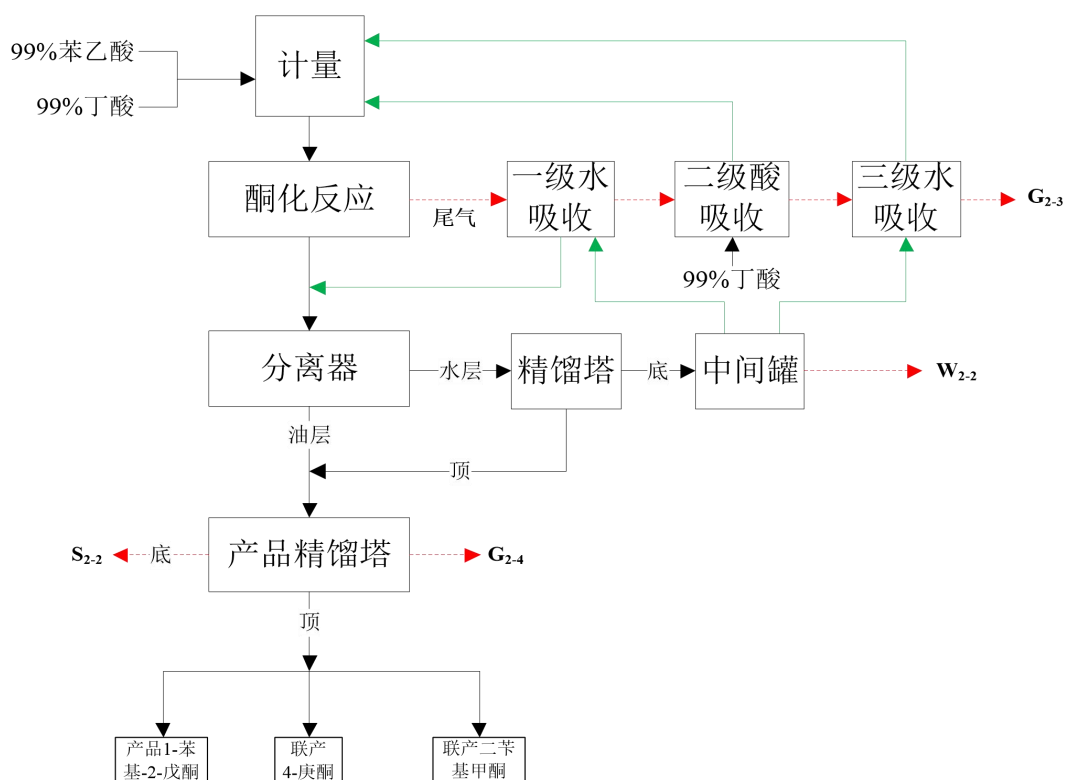 99%苯乙酸
99%丁酸
计量
酮化反应
尾气
一级水
吸收
二级酸
吸收
三级水
吸收
G2-3
99%丁酸
分离器
水层
精馏塔
底
中间罐
W2-2
油层
顶
S2-2
底
产品精馏塔
G2-4
顶
产品1-苯
基-2-戊酮
联产
4-庚酮
联产二苄
基甲酮